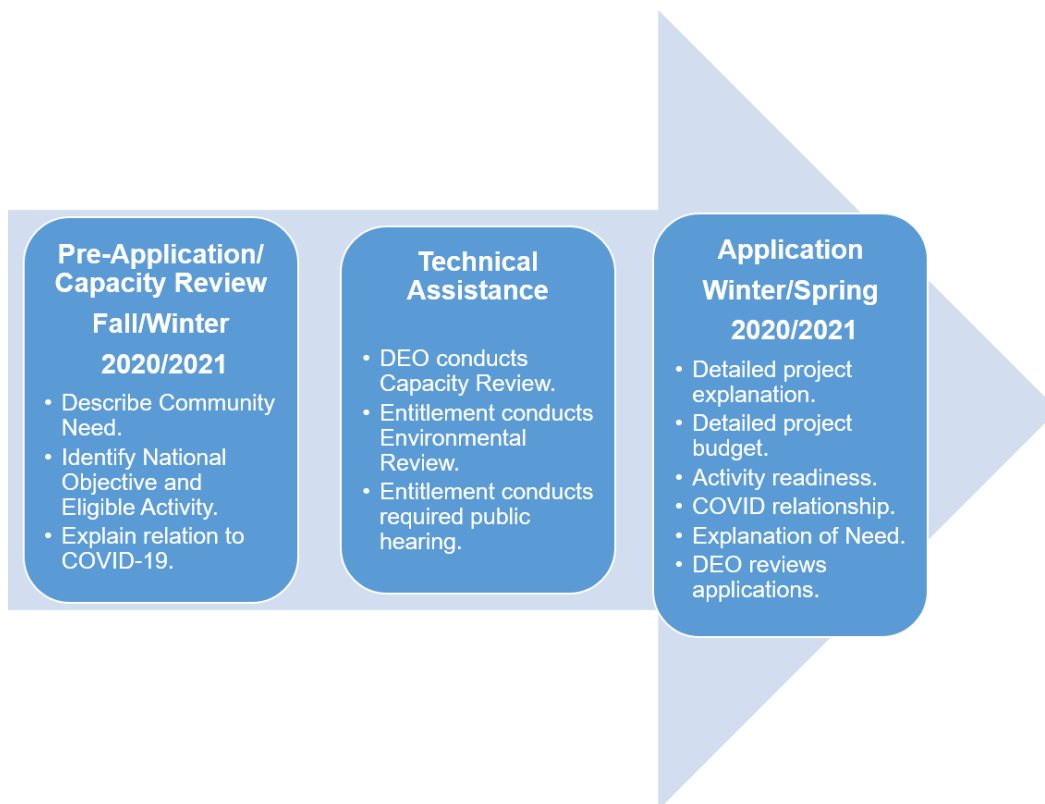 Pre-Application/
Capacity Review
Fall/Winter
2020/2021
• Describe Community
Need.
• Identify National
Objective and
Eligible Activity.
• Explain relation to
COVID-19.
Technical
Assistance
• DEO conducts
Capacity Review.
• Entitlement conducts
Environmental
Review.
• Entitlement conducts
required public
hearing.
Application
Winter/Spring
2020/2021
• Detailed project
explanation.
• Detailed project
budget.
• Activity readiness.
• COVID relationship.
• Explanation of Need.
• DEO reviews
applications.